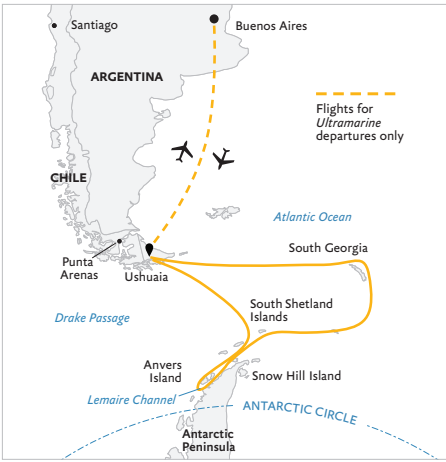 Santiago
Buenos Aires
ARGENTINA
Flights for
Ultramarine
departures only
CHILE
Atlantic Ocean
South Georgia
Punta
Arenas
Ushuaia
South Shetland
Islands
Drake Passage
Anvers
Island
Snow Hill Island
Lemaire Channel
ANTARCTIC CIRCLE
Antarctic
Peninsula